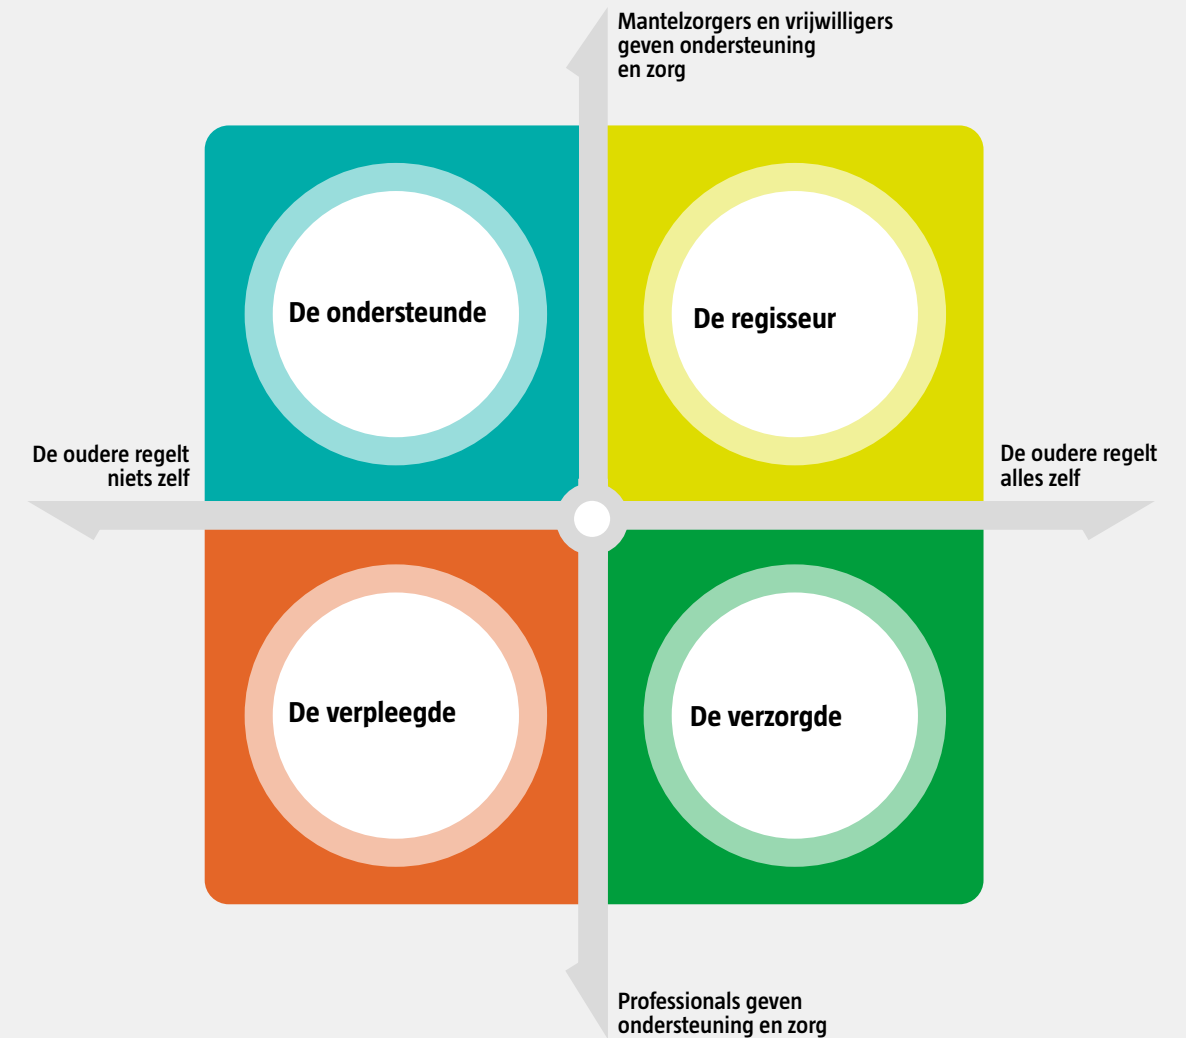 Mantelzorgers en vrijwilligers
geven ondersteuning
en zorg
De ondersteunde
De regisseur
De oudere regelt
niets zelf
De oudere regelt
alles zelf
De verpleegde
De verzorgde
Professionals geven
ondersteuning en zorg